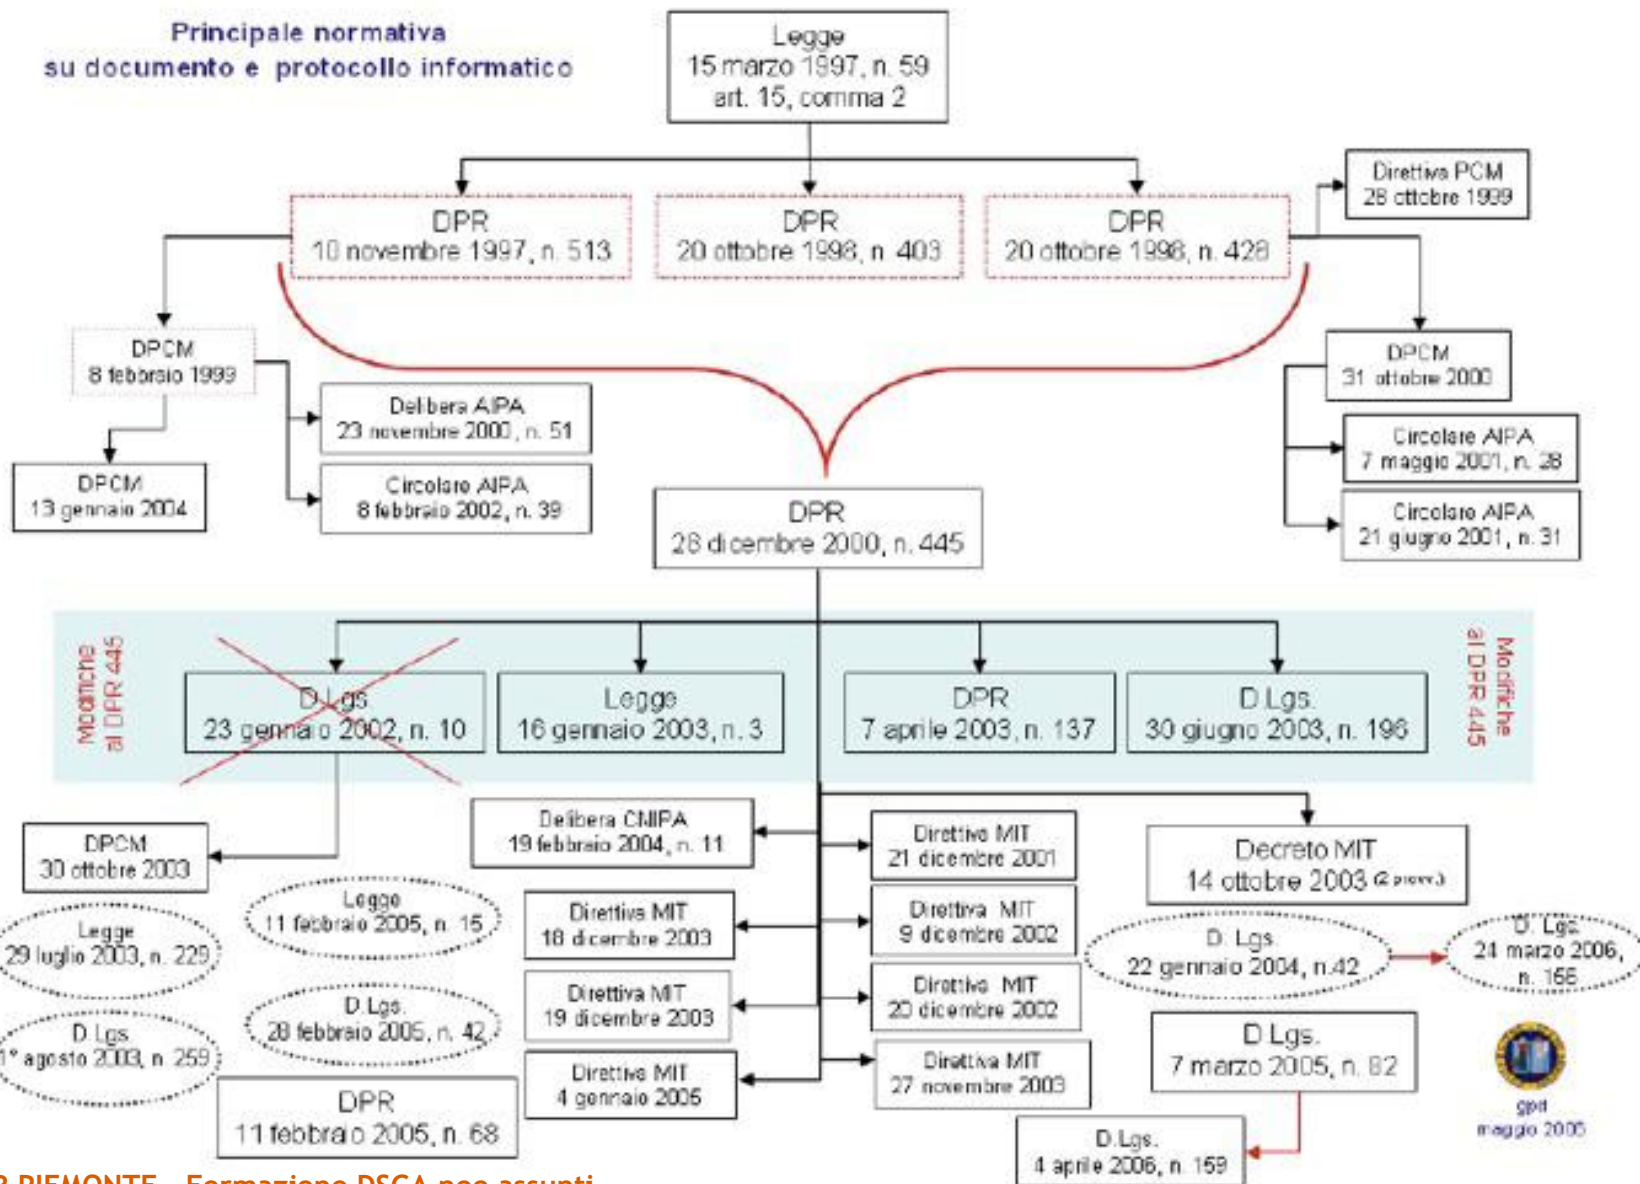 Principale normativa
su documento e protocollo informatico
Legge
15 marzo 1997, n. 59
art. 15, comma 2
Direttiva PCM
28 ottobre 1999
DPR
10 novembre 1997, n. 513
DPR
20 ottobre 1998, n 403
DPR
20 ottobre 1998, n. 428
DPCM
8 febbraio 1999
DPCM
31 ottobre 2000
Delibera AIPA
23 novembre 2000, n. 51
Circolare AIPA
7 maggio 2001, n. 28
DPCM
13 gennaio 2004
Circolare AIPA
8 febbraio 2002, n. 39
DPR
28 dicembre 2000, n. 445
Circolare AIPA
21 giugno 2001, n. 31
Modifiche
al DPR 445
D.Lgs
23 gennaio 2002, n. 10
Legge
16 gennaio 2003, n. 3
DPR
7 aprile 2003, n. 137
D.Lgs.
30 giugno 2003, n. 196
Modifiche
al DPR 445
DPCM
30 ottobre 2003
Delibera CNIPA
19 febbraio 2004, n. 11
Direttiva MIT
21 dicembre 2001
Decreto MIT
14 ottobre 2003 (2 provv.)
Legge
29 luglio 2003, n. 229
Legge
11 febbraio 2005, n. 15
Direttiva MIT
18 dicembre 2003
Direttiva MIT
9 dicembre 2002
D. Lgs.
22 gennaio 2004, n.42
D. Lgs.
24 marzo 2006,
n. 156
D.Lgs.
1° agosto 2003, n 259
D.Lgs.
28 febbraio 2005, n. 42
Direttiva MIT
19 dicembre 2003
Direttiva MIT
20 dicembre 2002
D.Lgs.
7 marzo 2005, n. 82
DPR
11 febbraio 2005, n. 68
Direttiva MIT
4 gennaio 2005
Direttiva MIT
27 novembre 2003
D.Lgs.
4 aprile 2006, n. 159
maggio
PIEMONTE - Formazione DSGA neo assunti